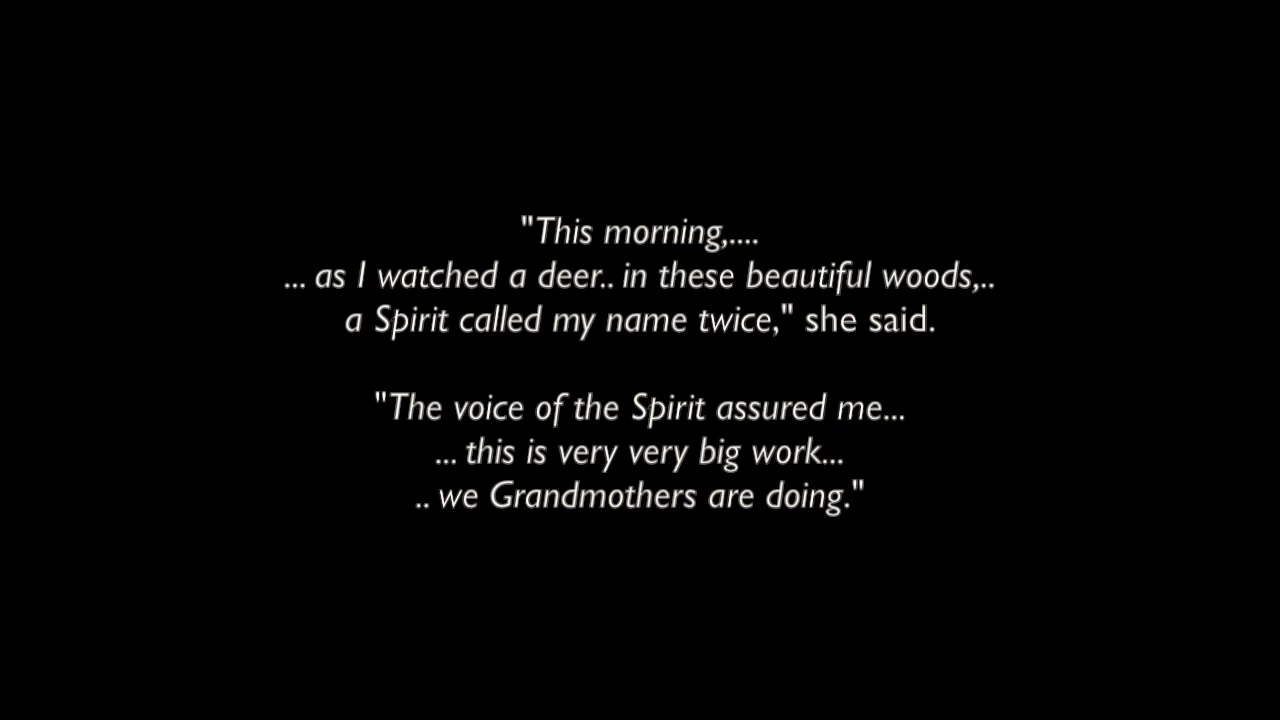 "This morning,....
... as I watched a deer.. in these beautiful woods,..
a Spirit called my name twice," she said.
"The voice of the Spirit assured me...
... this is very very big work...
.. we Grandmothers are doing."